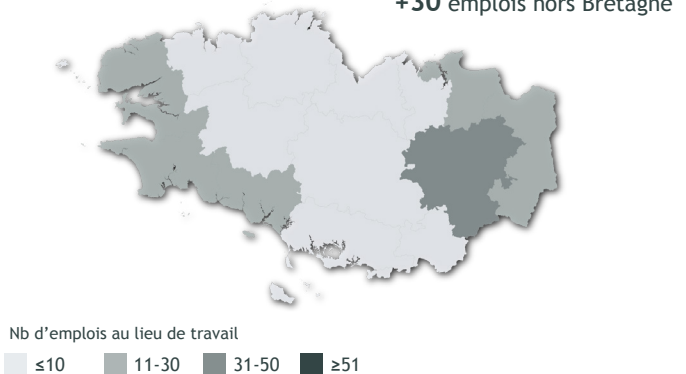 +30 emplois hors Bretagne
Nb d’emplois au lieu de travail
≤10 11-30 31-50 ≥51